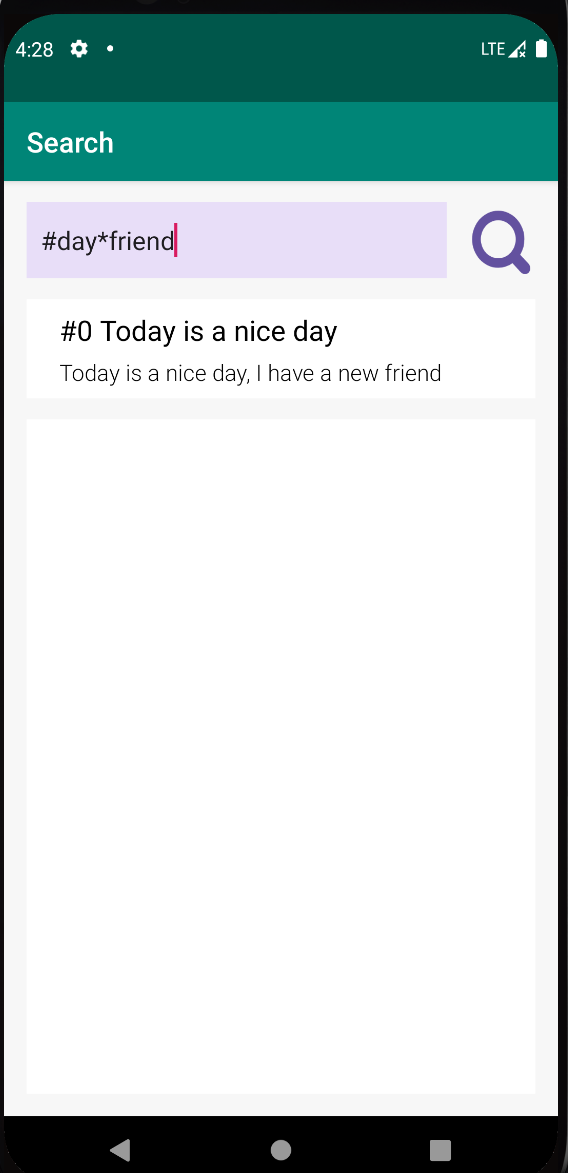 4:28 LTE
Search
#day*friend
#0 Today is a nice day
Today is a nice day, I have a new friend